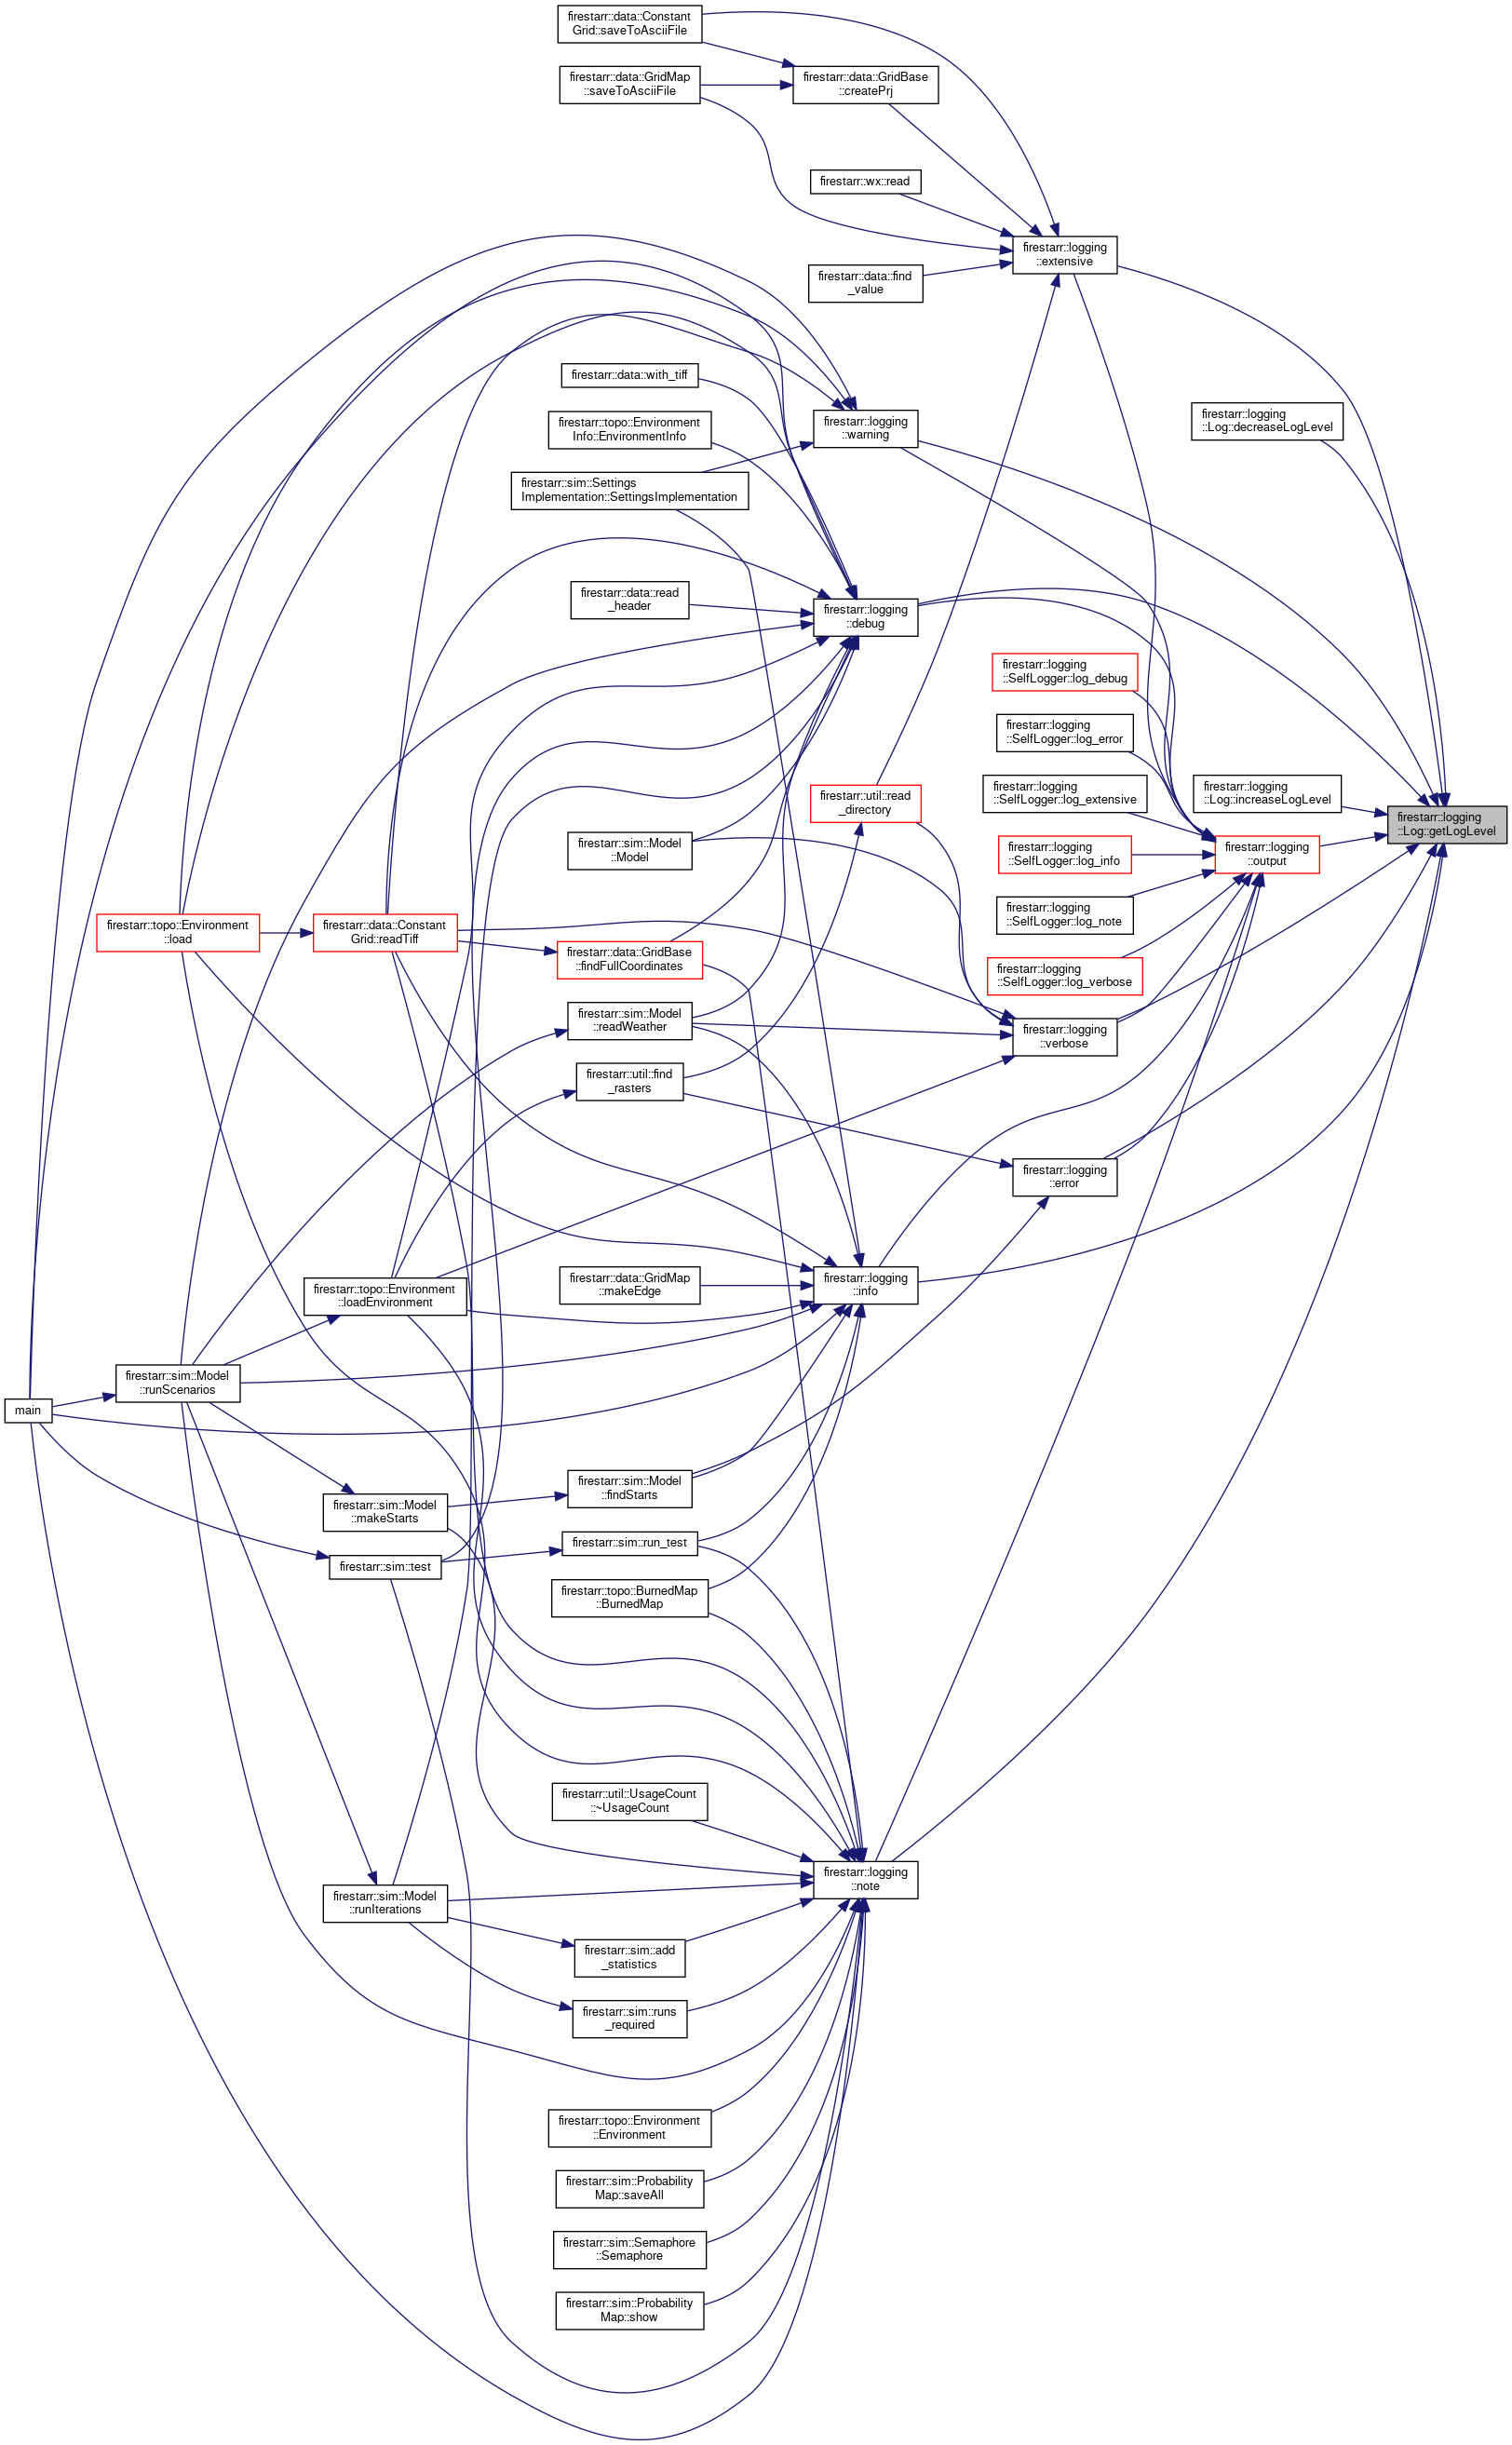 firestarr::data::Constant
Grid::saveToAsciiFile
firestarr::data::GridMap
::saveToAsciiFile
firestarr::data::GridBase
::createPrj
firestarr::wx::read
firestarr::logging
::extensive
firestarr::data::find
_value
firestarr::data::with_tiff
firestarr::topo::Environment
Info::EnvironmentInfo
firestarr::logging
::warning
firestarr::logging
::Log::decreaseLogLevel
firestarr::sim::Settings
Implementation::SettingsImplementation
firestarr::data::read
_header
firestarr::logging
::debug
firestarr::logging
::SelfLogger::log_debug
firestarr::logging
::SelfLogger::log_error
firestarr::logging
::SelfLogger::log_extensive
firestarr::logging
::Log::increaseLogLevel
firestarr::util::read
_directory
firestarr::logging
::Log::getLogLevel
firestarr::sim::Model
::Model
firestarr::logging
::SelfLogger::log_info
firestarr::logging
::output
firestarr::logging
::SelfLogger::log_note
firestarr::topo::Environment
::load
firestarr::data::Constant
Grid::readTiff
firestarr::data::GridBase
::findFullCoordinates
firestarr::logging
::SelfLogger::log_verbose
firestarr::sim::Model
::readWeather
firestarr::logging
::verbose
firestarr::util::find
_rasters
firestarr::logging
::error
firestarr::topo::Environment
::loadEnvironment
firestarr::data::GridMap
::makeEdge
firestarr::logging
::info
firestarr::sim::Model
::runScenarios
main
firestarr::sim::Model
::findStarts
firestarr::sim::Model
::makeStarts
firestarr::sim::run_test
firestarr::sim::test
firestarr::topo::BurnedMap
::BurnedMap
firestarr::util::UsageCount
::~UsageCount
firestarr::logging
::note
firestarr::sim::Model
::runIterations
firestarr::sim::add
_statistics
firestarr::sim::runs
_required
firestarr::topo::Environment
::Environment
firestarr::sim::Probability
Map::saveAll
firestarr::sim::Semaphore
::Semaphore
firestarr::sim::Probability
Map::show